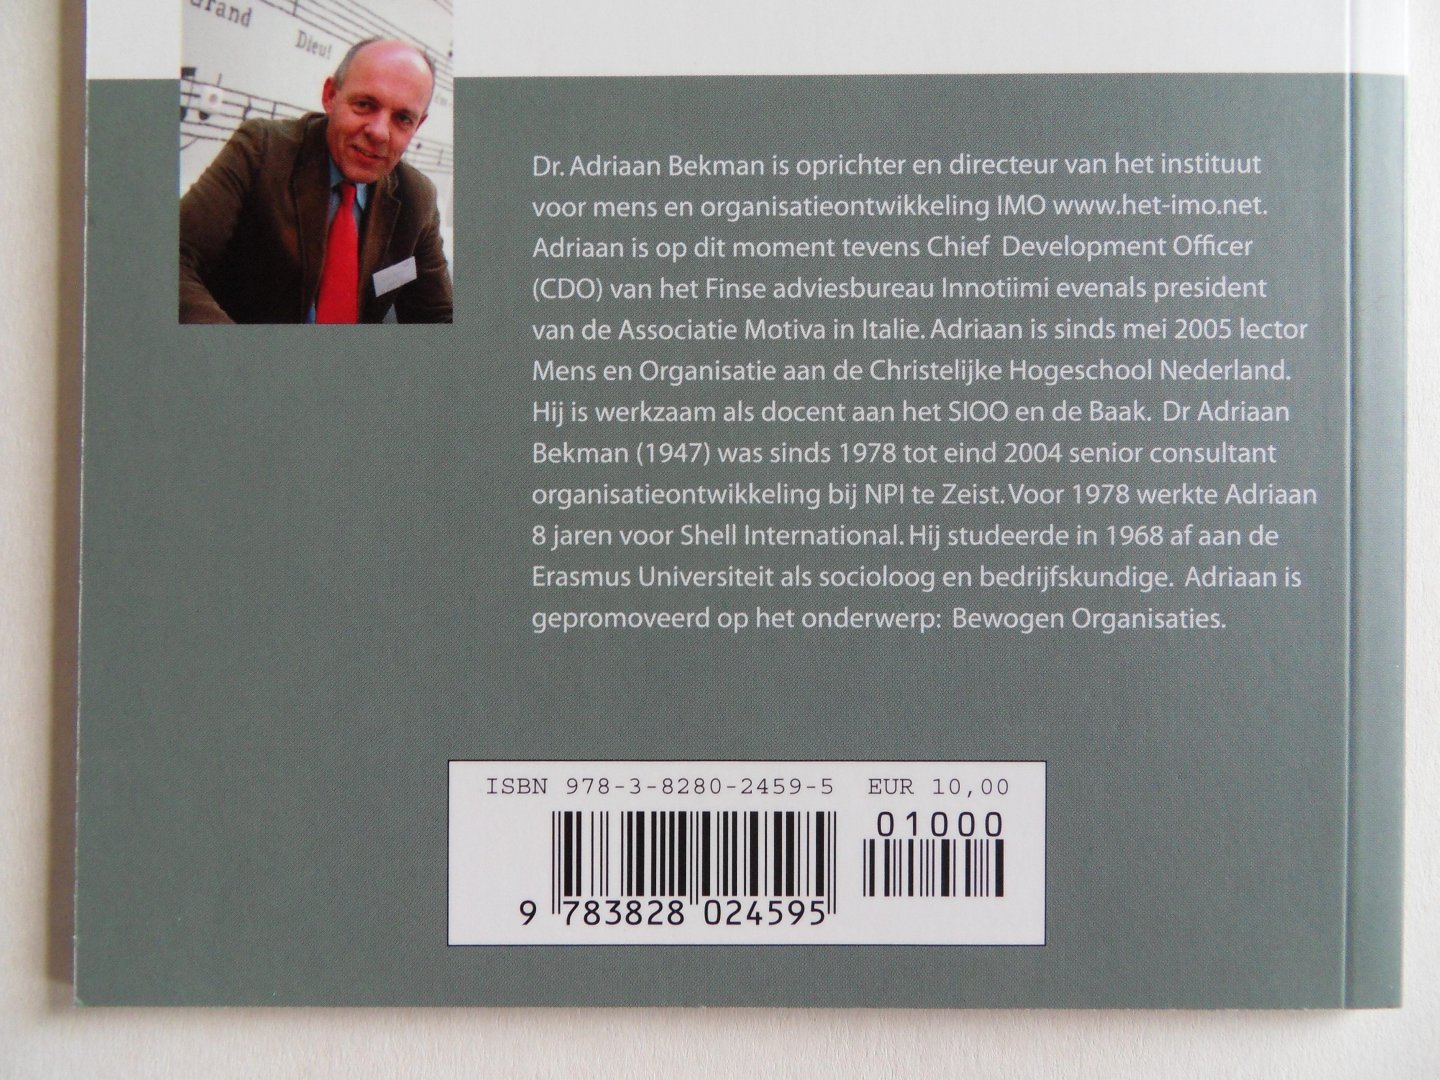 Grand
Dieu!
Dr. Adriaan Bekman is oprichter en directeur van het instituut
voor mens en organisatieontwikkeling IMO www.het-imo.net.
Adriaan is op dit moment tevens Chief Development Officer
(CDO) van het Finse adviesbureau Innotiimi evenals president
van de Associatie Motiva in Italie. Adriaan is sinds mei 2005 lector
Mens en Organisatie aan de Christelijke Hogeschool Nederland.
Hij is werkzaam als docent aan het SIOO en de Baak. Dr Adriaan
Bekman (1947) was sinds 1978 tot eind 2004 senior consultant
organisatieontwikkeling bij NPI te Zeist. Voor 1978 werkte Adriaan
8 jaren voor Shell International. Hij studeerde in 1968 af aan de
Erasmus Universiteit als socioloog en bedrijfskundige. Adriaan is
gepromoveerd op het onderwerp: Bewogen Organisaties.
ISBN 978-3-8280-2459-5 EUR 10,00
01000
9 783828 024595